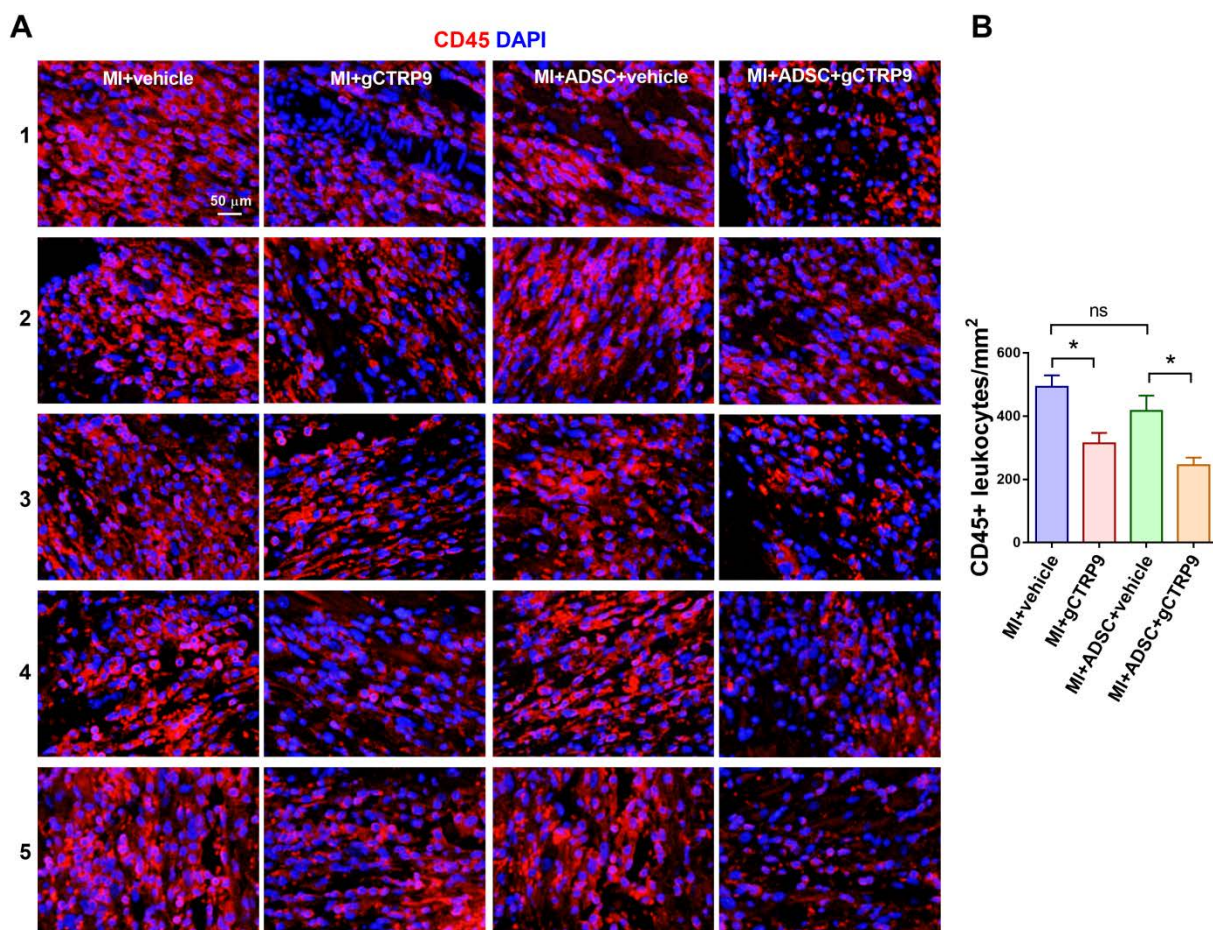 A
CD45 DAPI
MI+vehicle MI+gCTRP9 MI+ADSC+vehicle MI+ADSC+gCTRP9
1
50 μm
2
3
4
5
B
ns
* *
CD45+ leukocytes/mm²
600
400
200
0
MI+vehicle
MI+gCTRP9
MI+ADSC+vehicle
MI+ADSC+gCTRP9